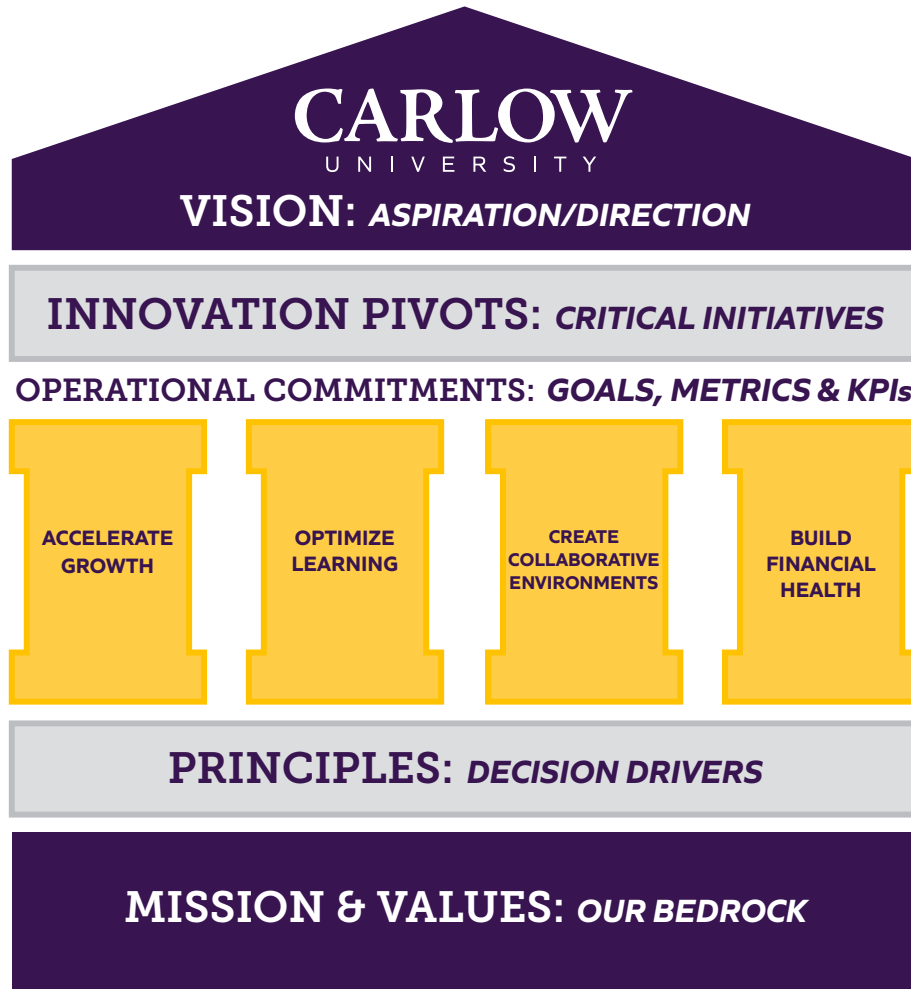 CARLOW
UNIVERSITY
VISION: ASPIRATION/DIRECTION
INNOVATION PIVOTS: CRITICAL INITIATIVES
OPERATIONAL COMMITMENTS: GOALS, METRICS & KPIs
ACCELERATE
GROWTH
OPTIMIZE
LEARNING
CREATE
COLLABORATIVE
ENVIRONMENTS
BUILD
FINANCIAL
HEALTH
PRINCIPLES: DECISION DRIVERS
MISSION & VALUES: OUR BEDROCK